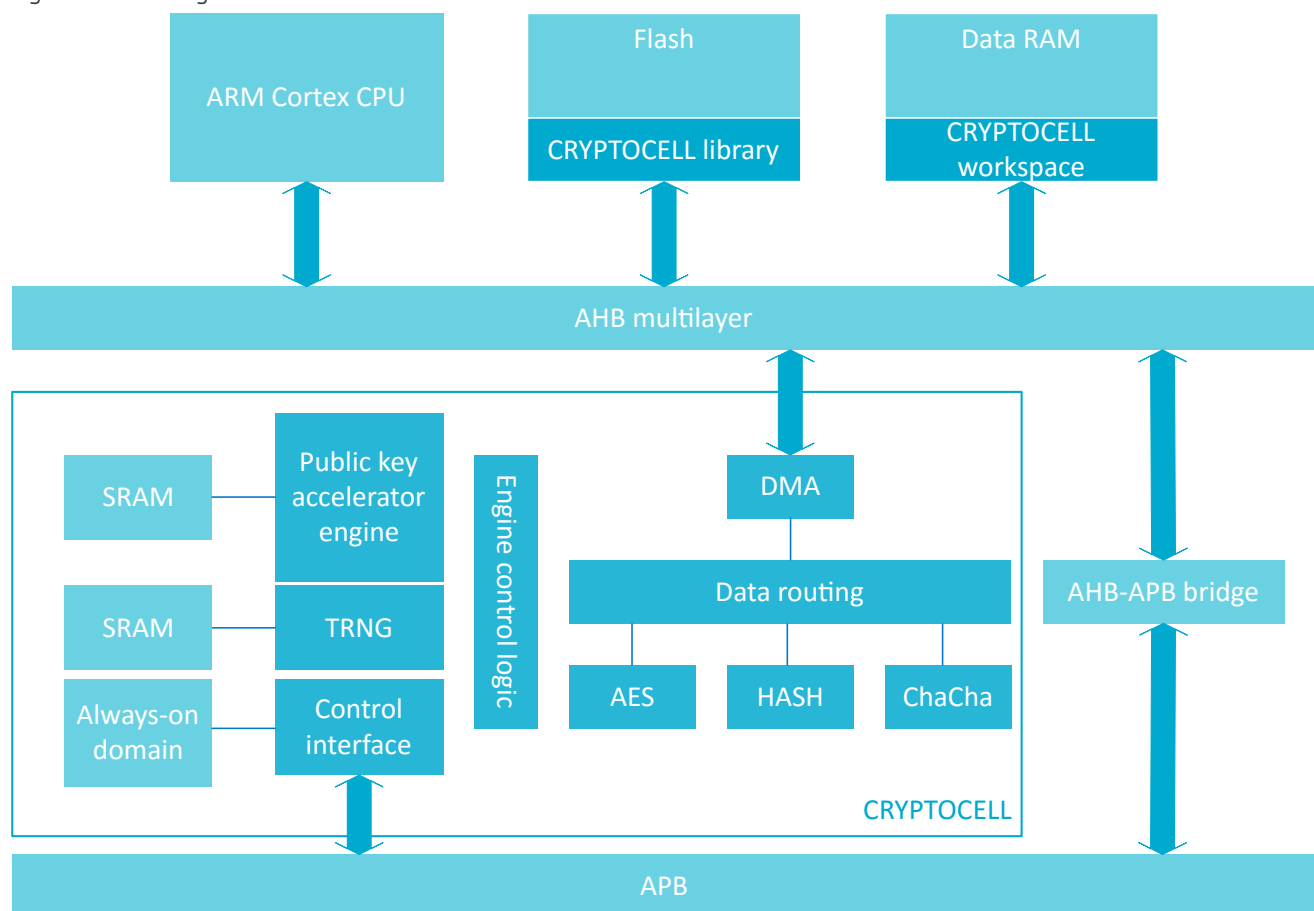 Flash
Data RAM
ARM Cortex CPU
CRYPTOCELL library
CRYPTOCELL
workspace
AHB multilayer
Public key
accelerator
engine
SRAM
Engine control logic
DMA
SRAM
TRNG
Data routing
AHB-APB bridge
Always-on
domain
Control
interface
AES
HASH
ChaCha
CRYPTOCELL
APB